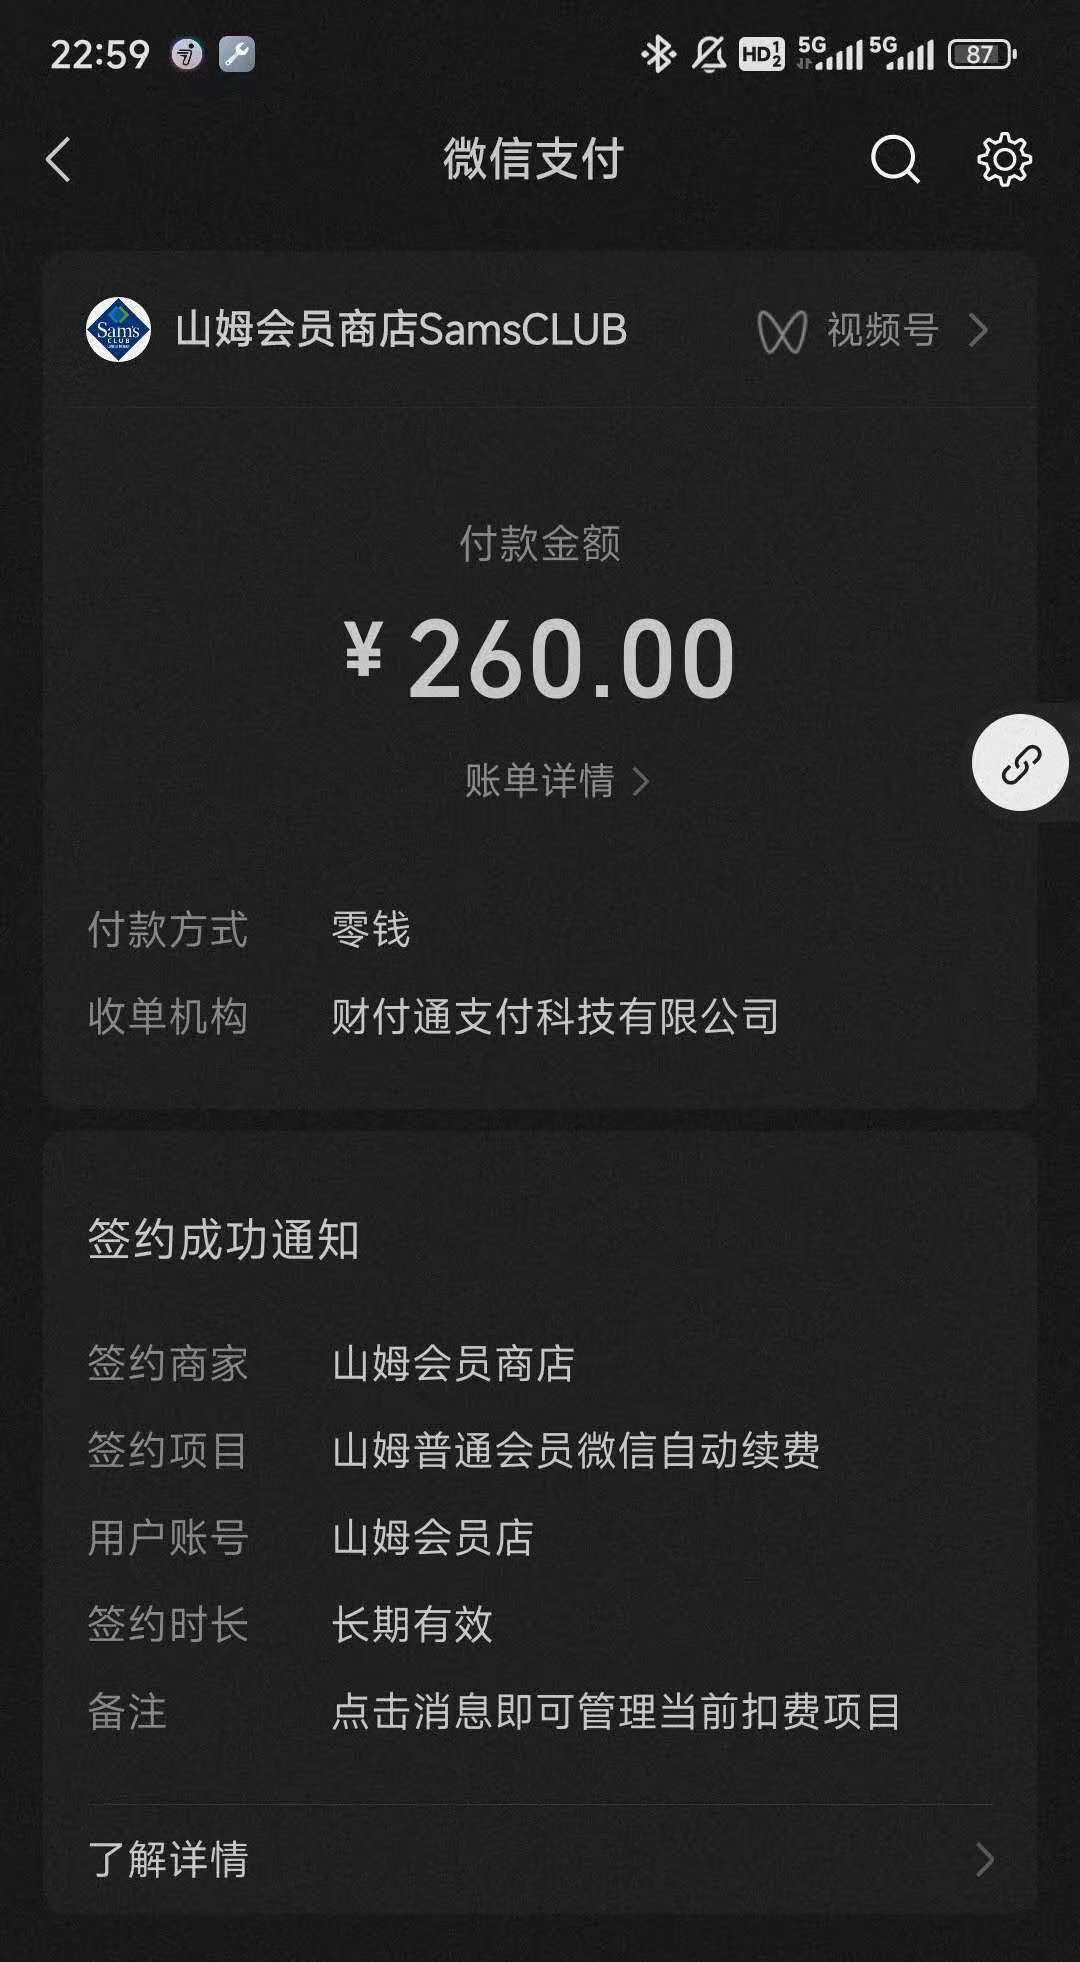 22:59
HD 1 2 5G 5G 87
微信支付
Sam's CLUB 山姆会员商店SamsCLUB 视频号
付款金额
¥260.00
账单详情
付款方式 零钱
收单机构 财付通支付科技有限公司
签约成功通知
签约商家 山姆会员商店
签约项目 山姆普通会员微信自动续费
用户账号 山姆会员店
签约时长 长期有效
备注 点击消息即可管理当前扣费项目
了解详情